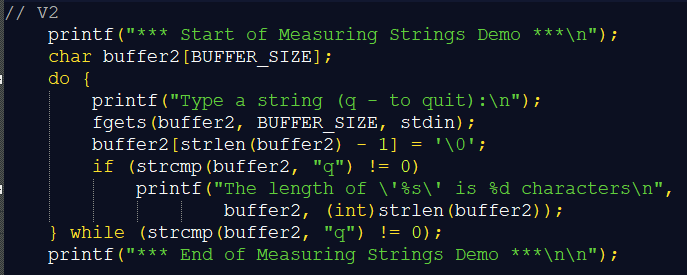 // V2
printf("*** Start of Measuring Strings Demo ***\n");
char buffer2[BUFFER_SIZE];
do {
printf("Type a string (q - to quit):\n");
fgets(buffer2, BUFFER_SIZE, stdin);
buffer2[strlen(buffer2) - 1] = '\0';
if (strcmp(buffer2, "q") != 0)
printf("The length of \'%s\' is %d characters\n",
buffer2, (int)strlen(buffer2));
} while (strcmp(buffer2, "q") != 0);
printf("*** End of Measuring Strings Demo ***\n\n");